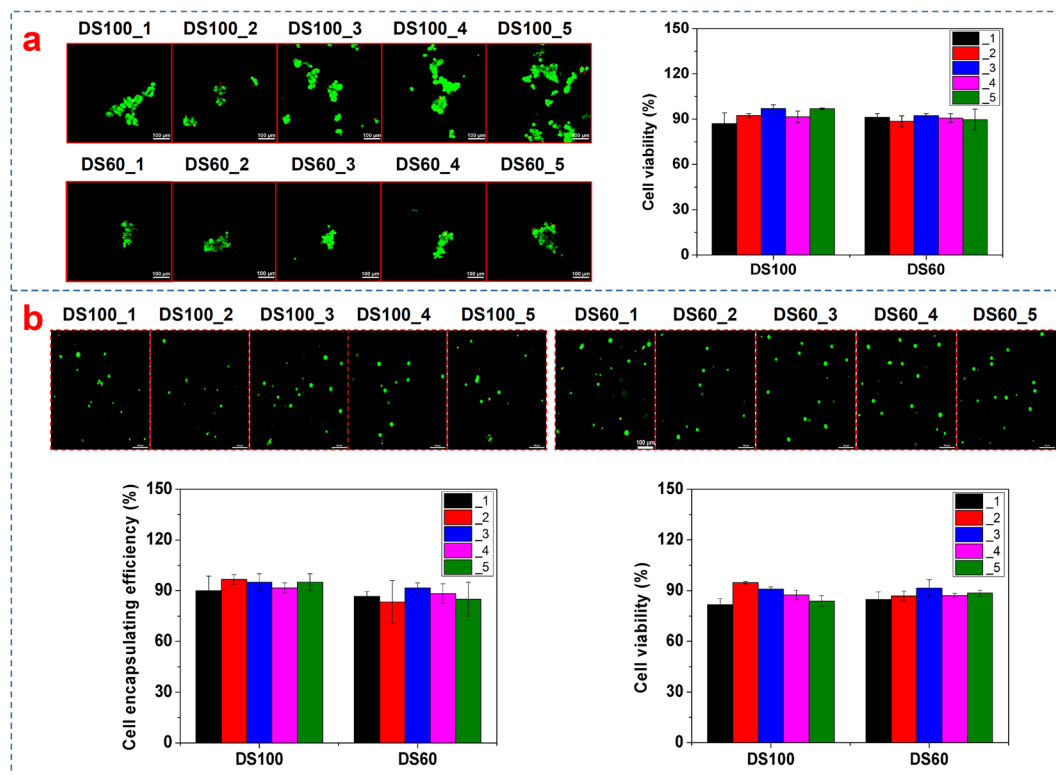 a
DS100_1 DS100_2 DS100_3 DS100_4 DS100_5
100 μm 100 μm 100 μm 100 μm 100 μm
DS60_1 DS60_2 DS60_3 DS60_4 DS60_5
100 μm 100 μm 100 μm 100 μm 100 μm
Cell viability (%)
150
120
90
60
30
0
DS100 DS60
_1
_2
_3
_4
_5
b
DS100_1 DS100_2 DS100_3 DS100_4 DS100_5 DS60_1 DS60_2 DS60_3 DS60_4 DS60_5
100 μm
Cell encapsulating efficiency (%)
150
120
90
60
30
0
DS100 DS60
_1
_2
_3
_4
_5
Cell viability (%)
150
120
90
60
30
0
DS100 DS60
_1
_2
_3
_4
_5